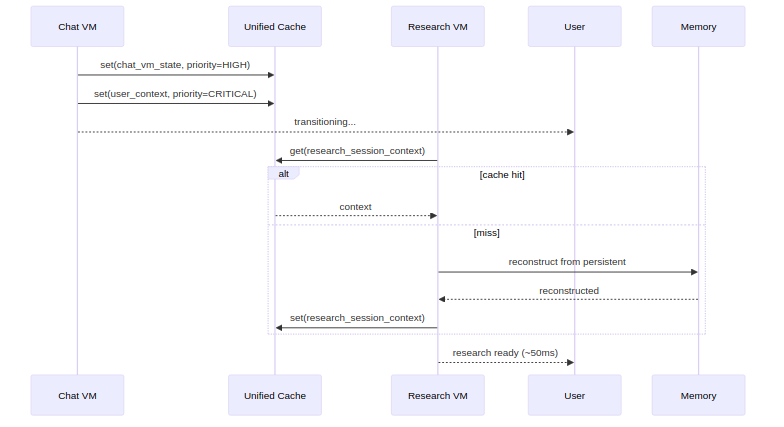 Chat VM
Unified Cache
Research VM
User
Memory
set(chat_vm_state, priority=HIGH)
set(user_context, priority=CRITICAL)
transitioning...
get(research_session_context)
alt
[cache hit]
context
[miss]
reconstruct from persistent
reconstructed
set(research_session_context)
research ready (~50ms)
Chat VM
Unified Cache
Research VM
User
Memory